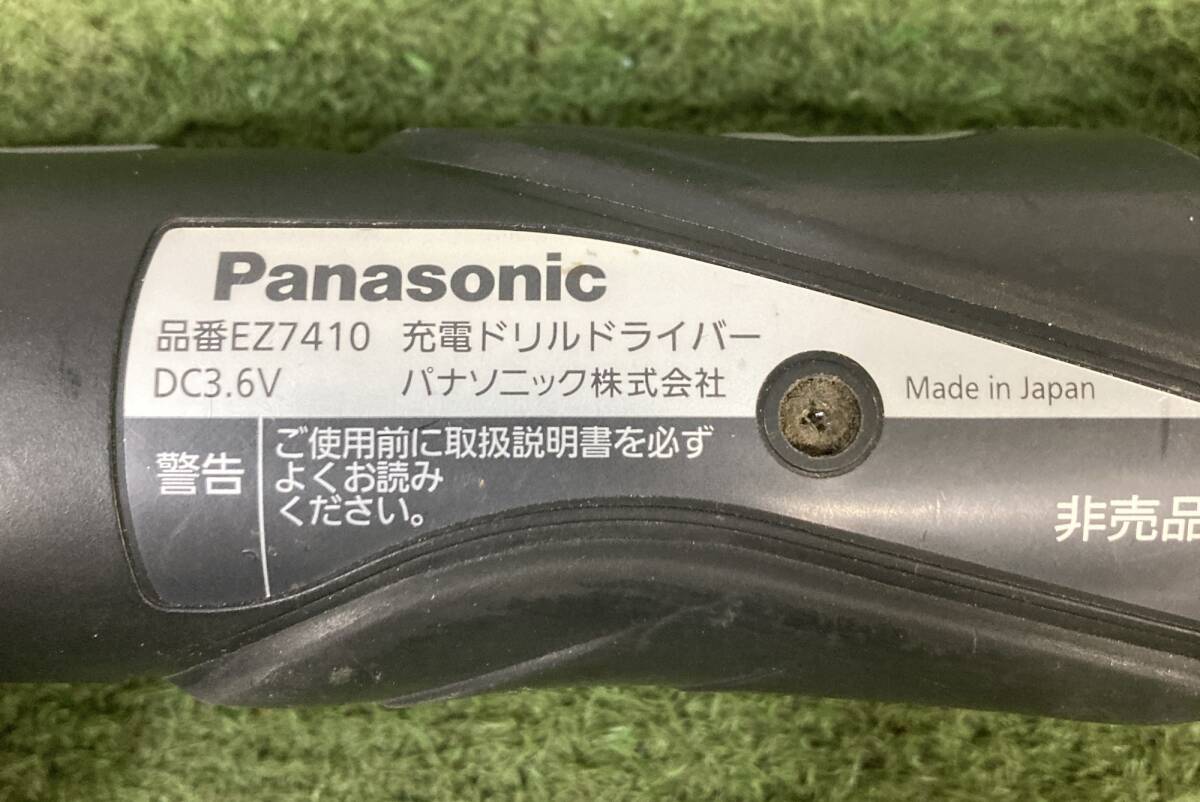 Panasonic
品番EZ7410 充電ドリルドライバー
DC3.6V パナソニック株式会社
Made in Japan
警告
ご使用前に取扱説明書を必ず
よくお読み
ください。
非売品